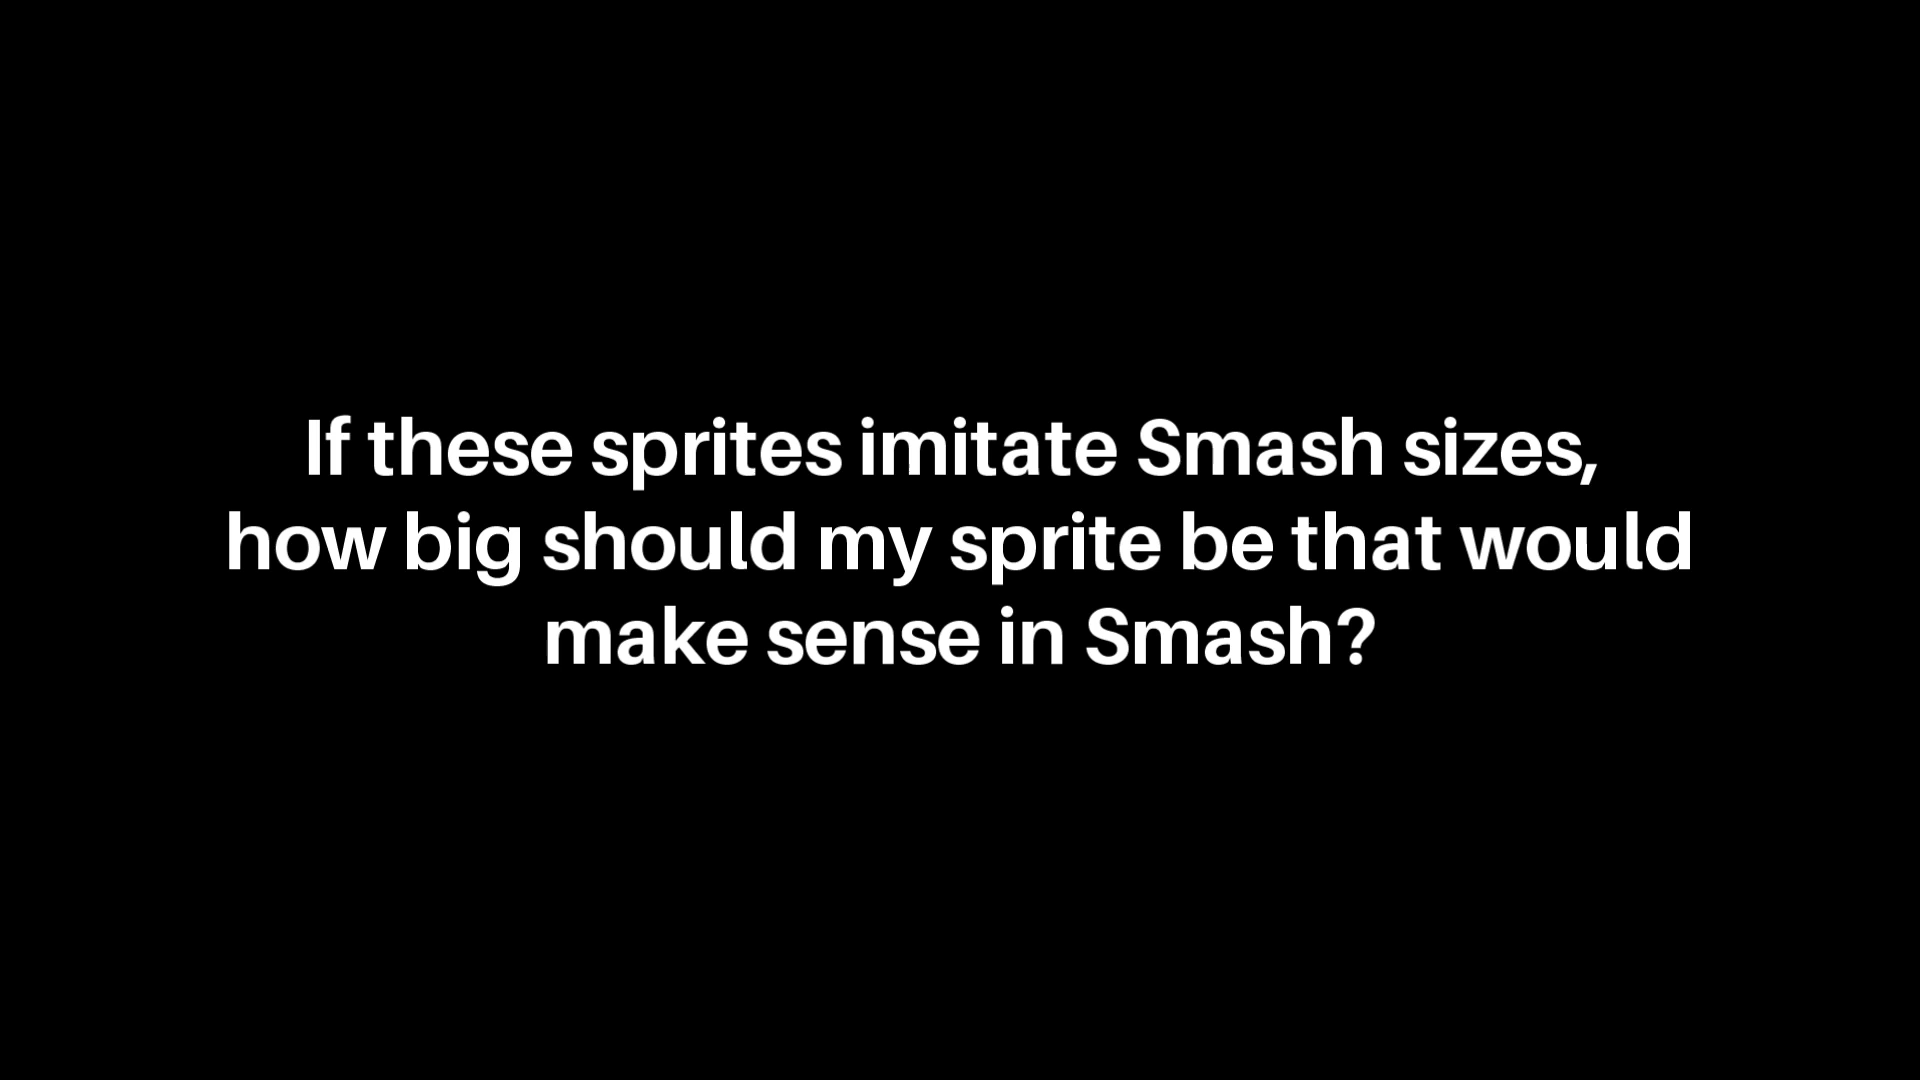 If these sprites imitate Smash sizes,
how big should my sprite be that would
make sense in Smash?